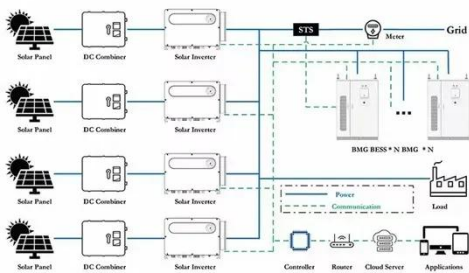 STS
Meter
Grid
Solar Panel DC Combiner Solar Inverter
Solar Panel DC Combiner Solar Inverter
BMG BESS * N BMG * N
Solar Panel DC Combiner Solar Inverter
Power
Communication
Load
Solar Panel DC Combiner Solar Inverter
Controller Router Cloud Server Applications